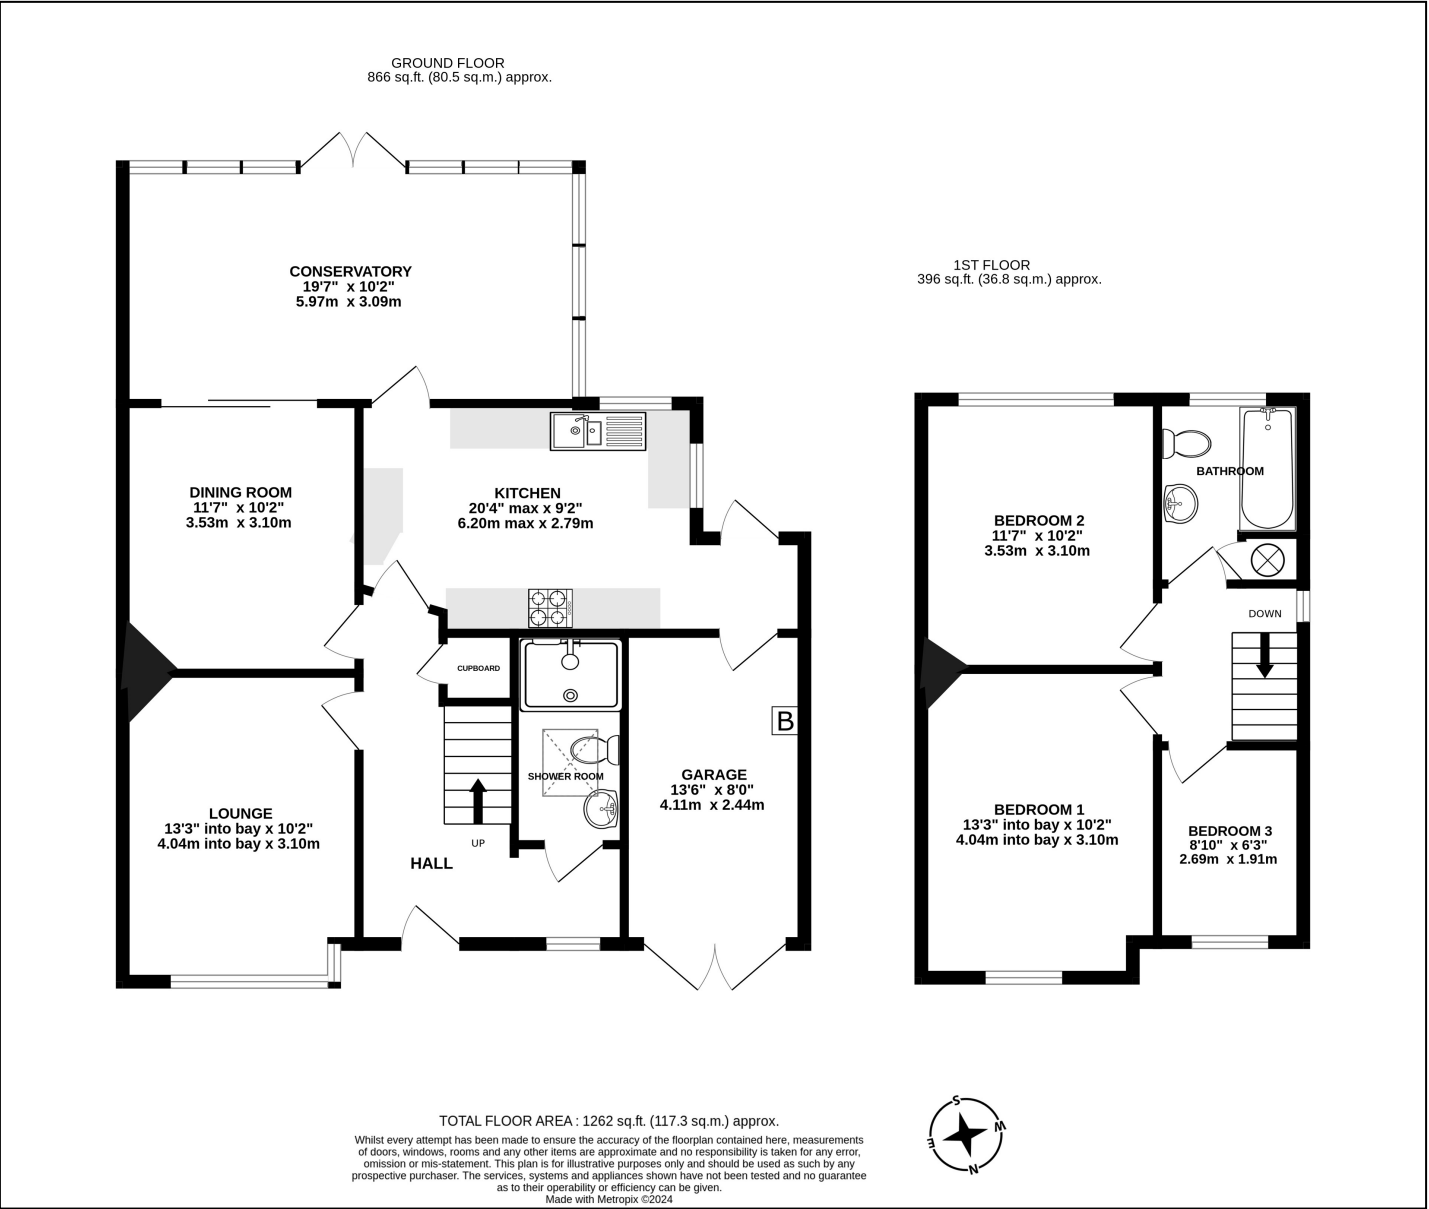 GROUND FLOOR
866 sq.ft. (80.5 sq.m.) approx.
1ST FLOOR
396 sq.ft. (36.8 sq.m.) approx.
CONSERVATORY
19'7" x 10'2"
5.97m x 3.09m
DINING ROOM
11'7" x 10'2"
3.53m x 3.10m
KITCHEN
20'4" max x 9'2"
6.20m max x 2.79m
CUPBOARD
B
SHOWER ROOM
GARAGE
13'6" x 8'0"
4.11m x 2.44m
LOUNGE
13'3" into bay x 10'2"
4.04m into bay x 3.10m
UP
HALL
BATHROOM
BEDROOM 2
11'7" x 10'2"
3.53m x 3.10m
DOWN
BEDROOM 1
13'3" into bay x 10'2"
4.04m into bay x 3.10m
BEDROOM 3
8'10" x 6'3"
2.69m x 1.91m
TOTAL FLOOR AREA : 1262 sq.ft. (117.3 sq.m.) approx.
Whilst every attempt has been made to ensure the accuracy of the floorplan contained here, measurements
of doors, windows, rooms and any other items are approximate and no responsibility is taken for any error,
omission or mis-statement. This plan is for illustrative purposes only and should be used as such by any
prospective purchaser. The services, systems and appliances shown have not been tested and no guarantee
as to their operability or efficiency can be given.
Made with Metropix ©2024
S
W
E
N